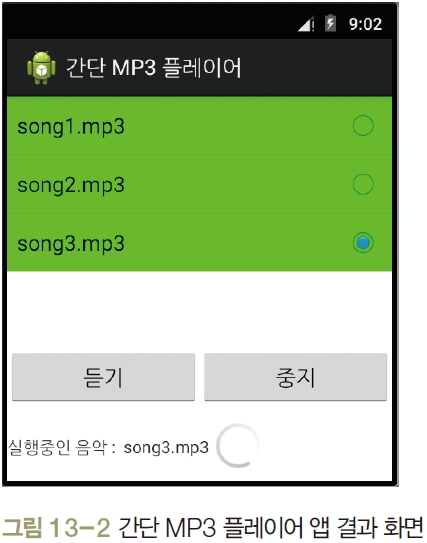 9:02
간단 MP3 플레이어
song1.mp3
song2.mp3
song3.mp3
듣기 중지
실행중인 음악 : song3.mp3
그림 13-2 간단 MP3 플레이어 앱 결과 화면